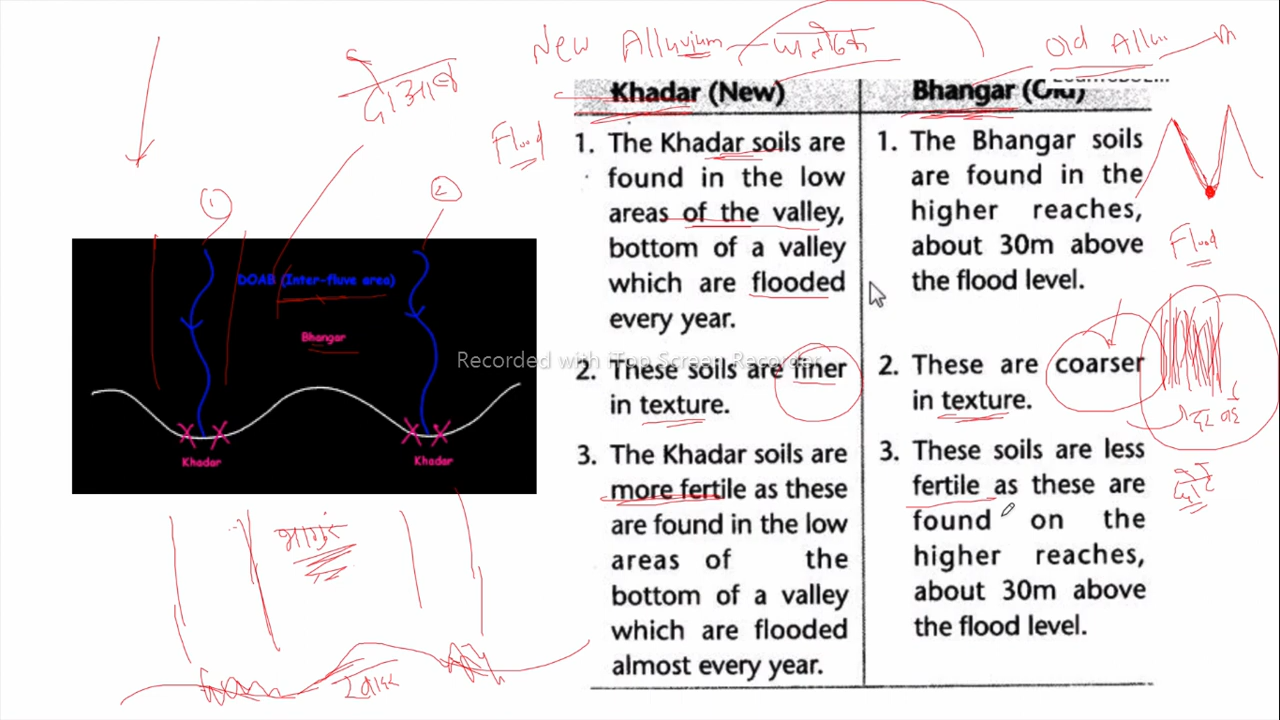 New Alluvium
Old Allu
दोआब
Khadar (New)
Bhangar (Old)
Flood
1. The Khadar soils are
found in the low
areas of the valley,
bottom of a valley
which are flooded
every year.
2. These soils are finer
in texture.
3. The Khadar soils are
more fertile as these
are found in the low
areas of the
bottom of a valley
which are flooded
almost every year.
1. The Bhangar soils
are found in the
higher reaches,
about 30m above
the flood level.
2. These are coarser
in texture.
3. These soils are less
fertile as these are
found on the
higher reaches,
about 30m above
the flood level.
Flood
1
2
DOAB (Inter-fluve area)
Bhangar
Khadar
Khadar
Recorded with iTop Screen Recorder